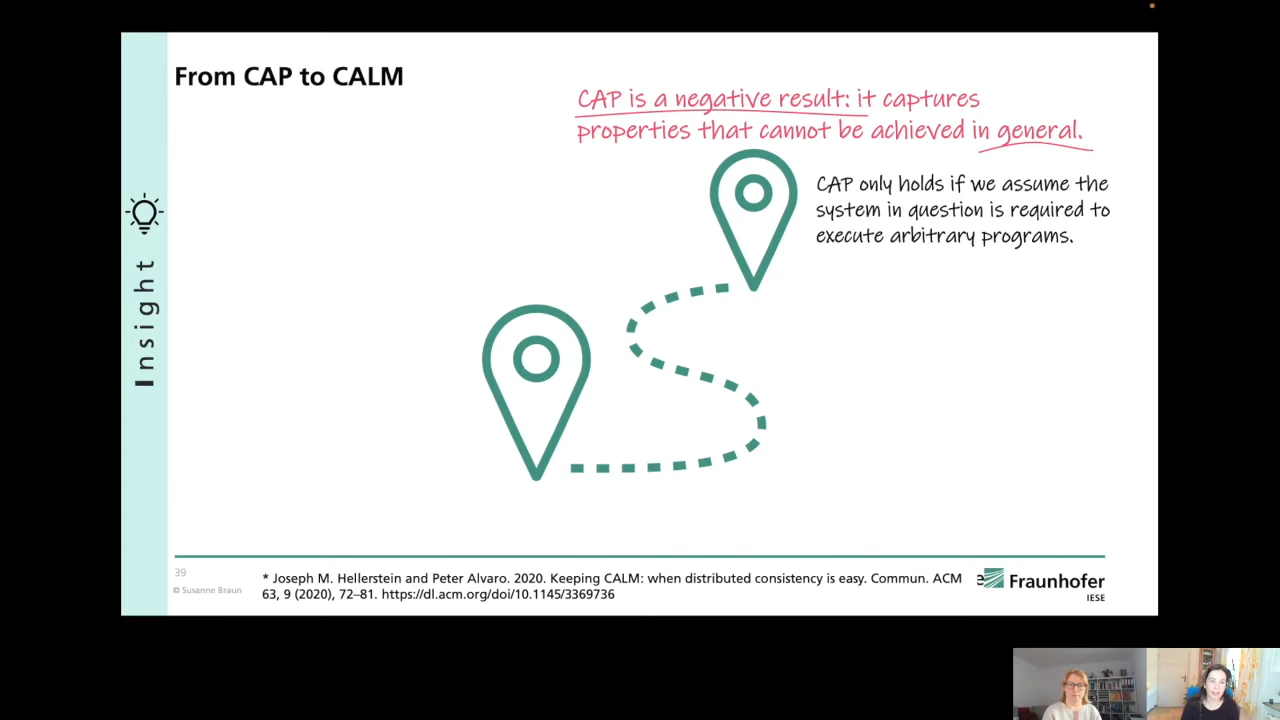 From CAP to CALM
CAP is a negative result: it captures
properties that cannot be achieved in general.
CAP only holds if we assume the
system in question is required to
execute arbitrary programs.
Insight
39
© Susanne Braun
* Joseph M. Hellerstein and Peter Alvaro. 2020. Keeping CALM: when distributed consistency is easy. Commun. ACM
63, 9 (2020), 72–81. https://dl.acm.org/doi/10.1145/3369736
Fraunhofer
IESE